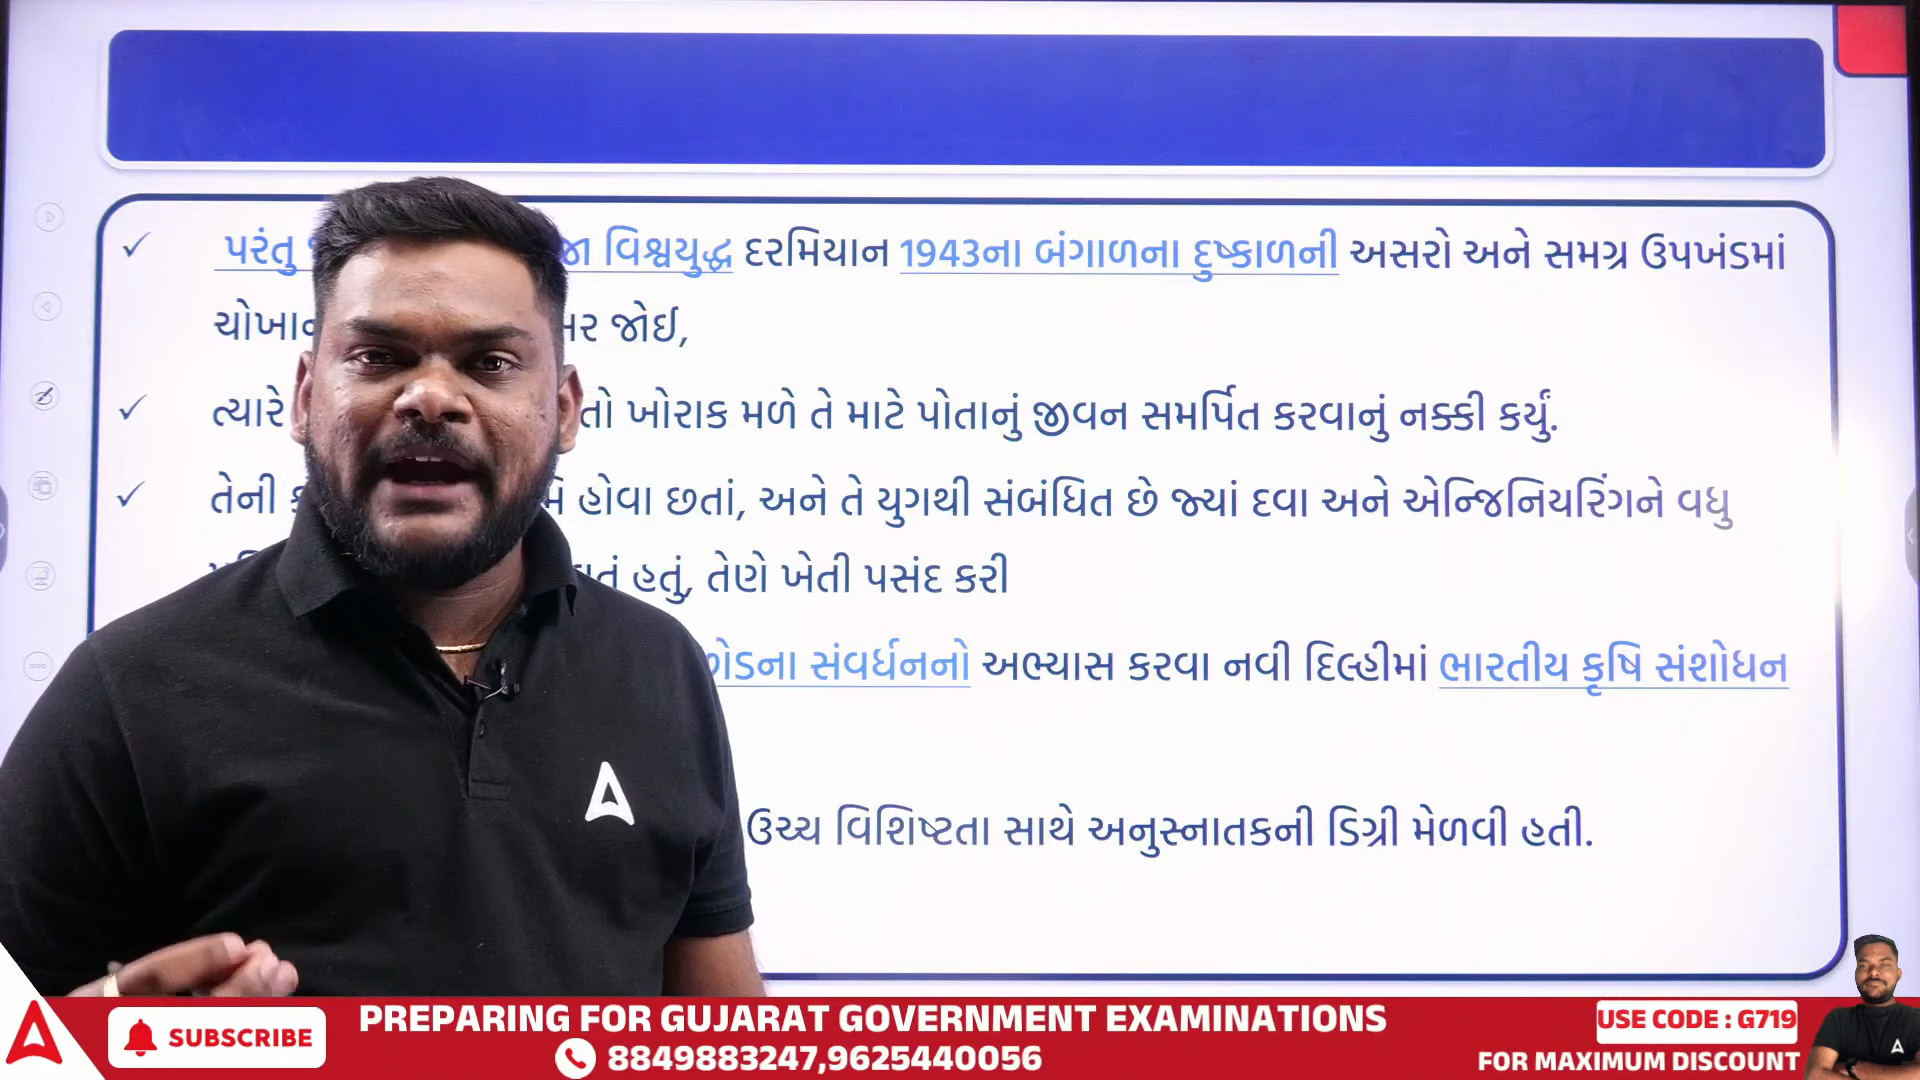 પરંતુ જા વિશ્વયુદ્ધ દરમિયાન 1943ના બંગાળના દુષ્કાળની અસરો અને સમગ્ર ઉપખંડમાં
જોઈ,
ત્યારે ખોરાક મળે તે માટે પોતાનું જીવન સમર્પિત કરવાનું નક્કી કર્યું.
તેની હોવા છતાં, અને તે યુગથી સંબંધિત છે જ્યાં દવા અને એન્જિનિયરિંગને વધુ
હતું, તેણે ખેતી પસંદ કરી
સંવર્ધનનો અભ્યાસ કરવા નવી દિલ્હીમાં ભારતીય કૃષિ સંશોધન
ઉચ્ચ વિશિષ્ટતા સાથે અનુસ્નાતકની ડિગ્રી મેળવી હતી.
SUBSCRIBE
PREPARING FOR GUJARAT GOVERNMENT EXAMINATIONS
8849883247,9625440056
USE CODE : G719
FOR MAXIMUM DISCOUNT